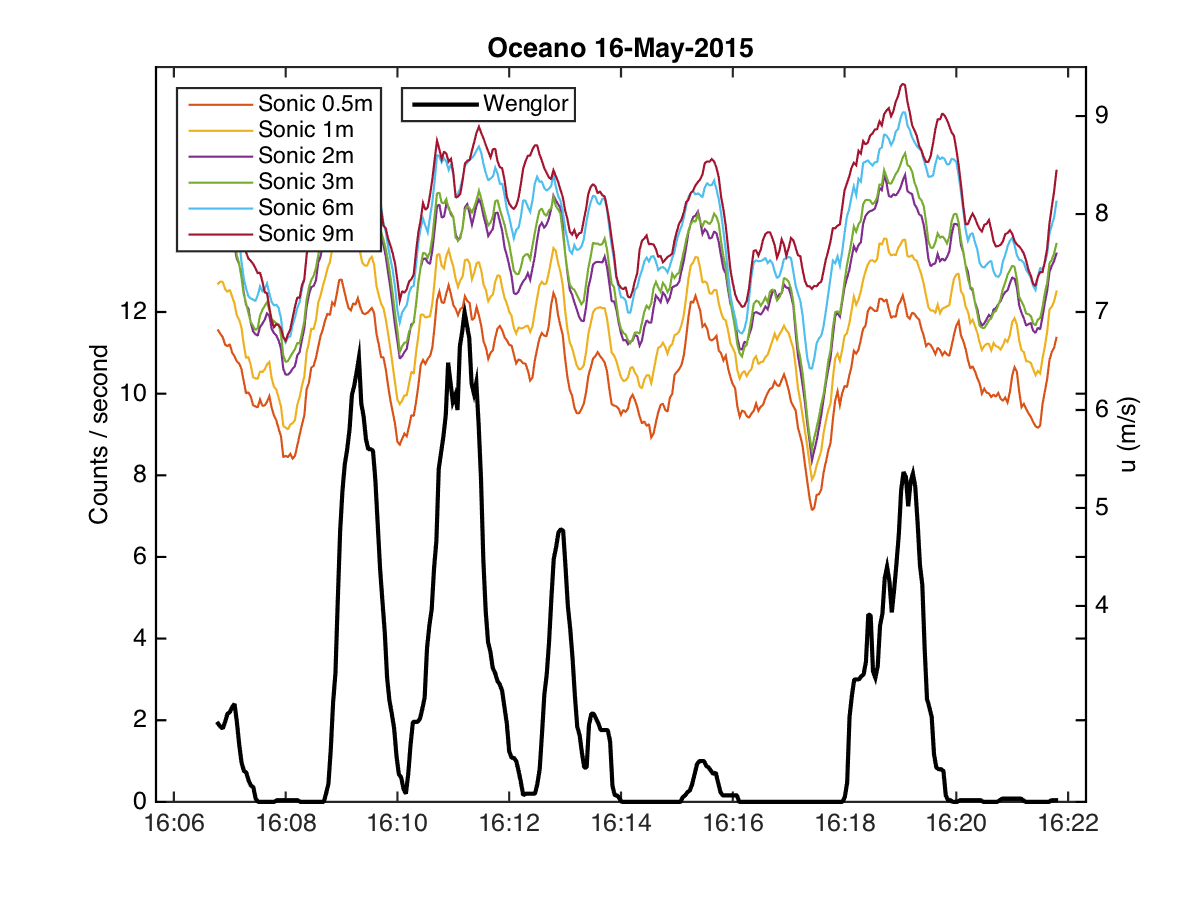 Oceano 16-May-2015
Sonic 0.5m
Sonic 1m
Sonic 2m
Sonic 3m
Sonic 6m
Sonic 9m
Wenglor
Counts / second
12
10
8
6
4
2
0
u (m/s)
9
8
7
6
5
4
16:06 16:08 16:10 16:12 16:14 16:16 16:18 16:20 16:22